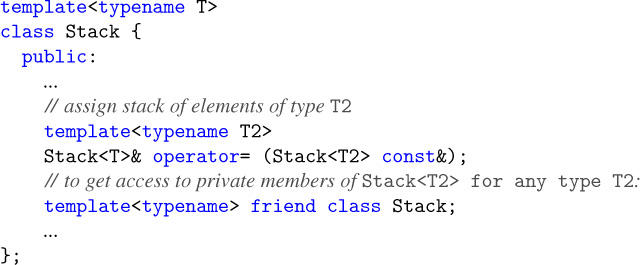 template<typename T>
class Stack {
public:
...
// assign stack of elements of type T2
template<typename T2>
Stack<T>& operator= (Stack<T2> const&);
// to get access to private members of Stack<T2> for any type T2:
template<typename> friend class Stack;
...
};